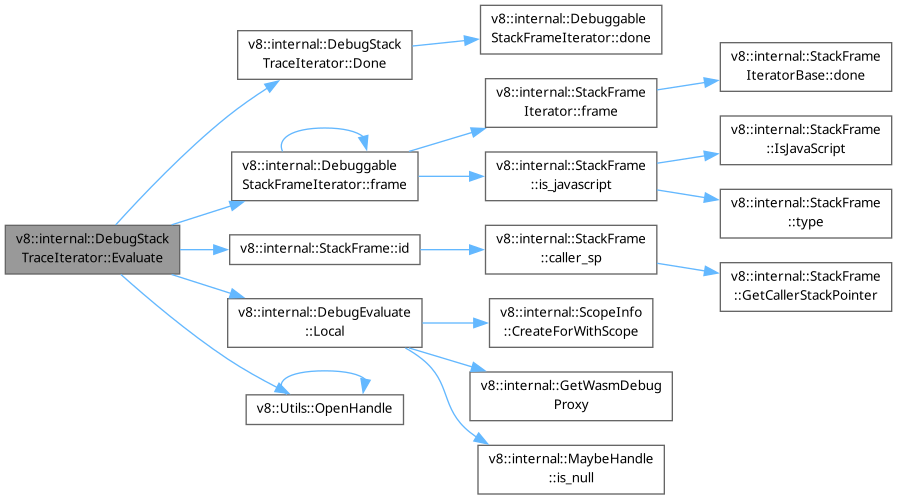 v8::internal::DebugStack
TraceIterator::Evaluate
v8::internal::DebugStack
TraceIterator::Done
v8::internal::Debuggable
StackFrameIterator::done
v8::internal::Debuggable
StackFrameIterator::frame
v8::internal::StackFrame
Iterator::frame
v8::internal::StackFrame
IteratorBase::done
v8::internal::StackFrame
::is_javascript
v8::internal::StackFrame
::IsJavaScript
v8::internal::StackFrame
::type
v8::internal::StackFrame::id
v8::internal::StackFrame
::caller_sp
v8::internal::StackFrame
::GetCallerStackPointer
v8::internal::DebugEvaluate
::Local
v8::internal::ScopeInfo
::CreateForWithScope
v8::internal::GetWasmDebug
Proxy
v8::internal::MaybeHandle
::is_null
v8::Utils::OpenHandle